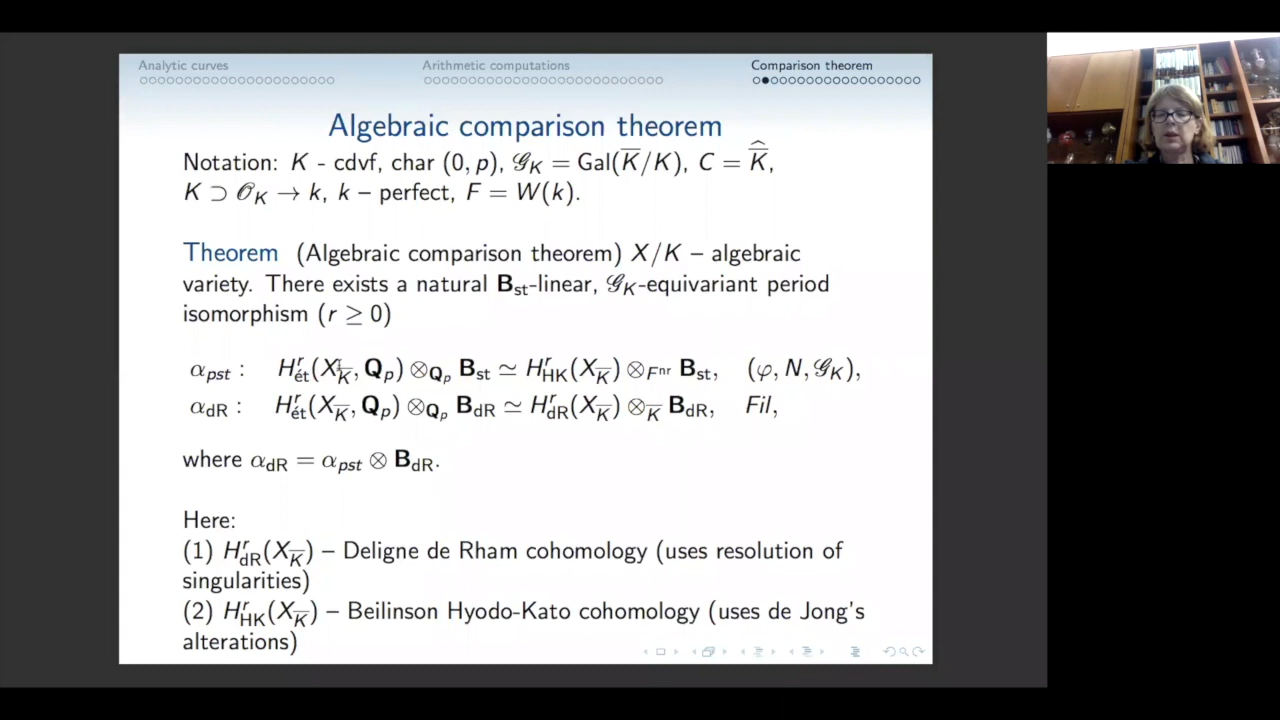 Analytic curves Arithmetic computations Comparison theorem
Algebraic comparison theorem
Notation: K - cdvf, char (0, p), 𝒢_K = Gal(K̅/K), C = K̅^,
K ⊃ 𝒪_K → k, k – perfect, F = W(k).
Theorem (Algebraic comparison theorem) X/K – algebraic
variety. There exists a natural B_st-linear, 𝒢_K-equivariant period
isomorphism (r ≥ 0)
α_pst : H^r_ét(X_K̅, Q_p) ⊗_{Q_p} B_st ≃ H^r_HK(X_K̅) ⊗_{F^nr} B_st, (φ, N, 𝒢_K),
α_dR : H^r_ét(X_K̅, Q_p) ⊗_{Q_p} B_dR ≃ H^r_dR(X_K̅) ⊗_K̅ B_dR, Fil,
where α_dR = α_pst ⊗ B_dR.
Here:
(1) H^r_dR(X_K̅) – Deligne de Rham cohomology (uses resolution of
singularities)
(2) H^r_HK(X_K̅) – Beilinson Hyodo-Kato cohomology (uses de Jong's
alterations)